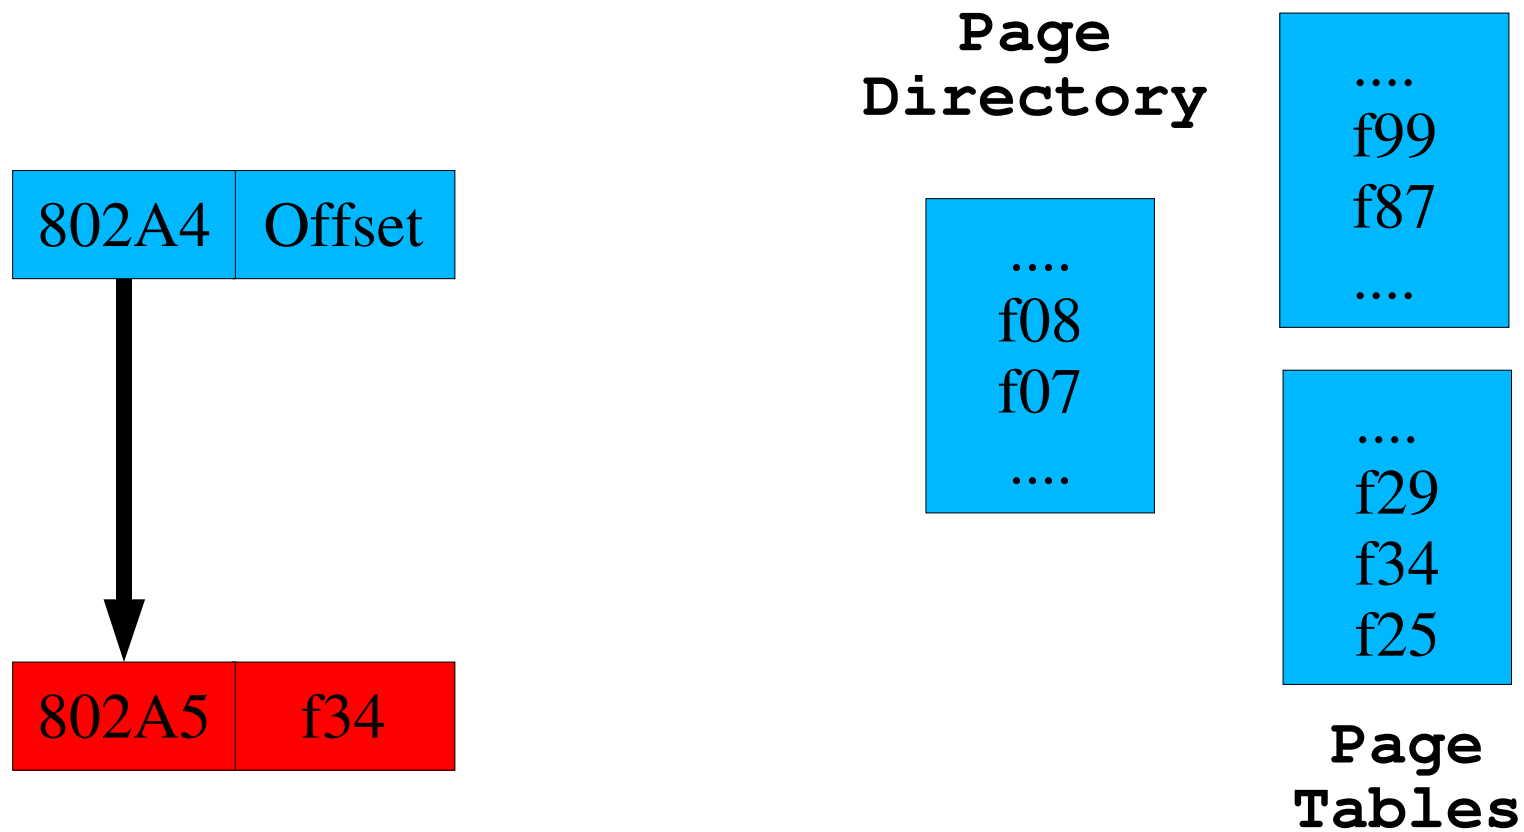 802A4 Offset
802A5 f34
Page
Directory
....
f08
f07
....
....
f99
f87
....
....
f29
f34
f25
Page
Tables